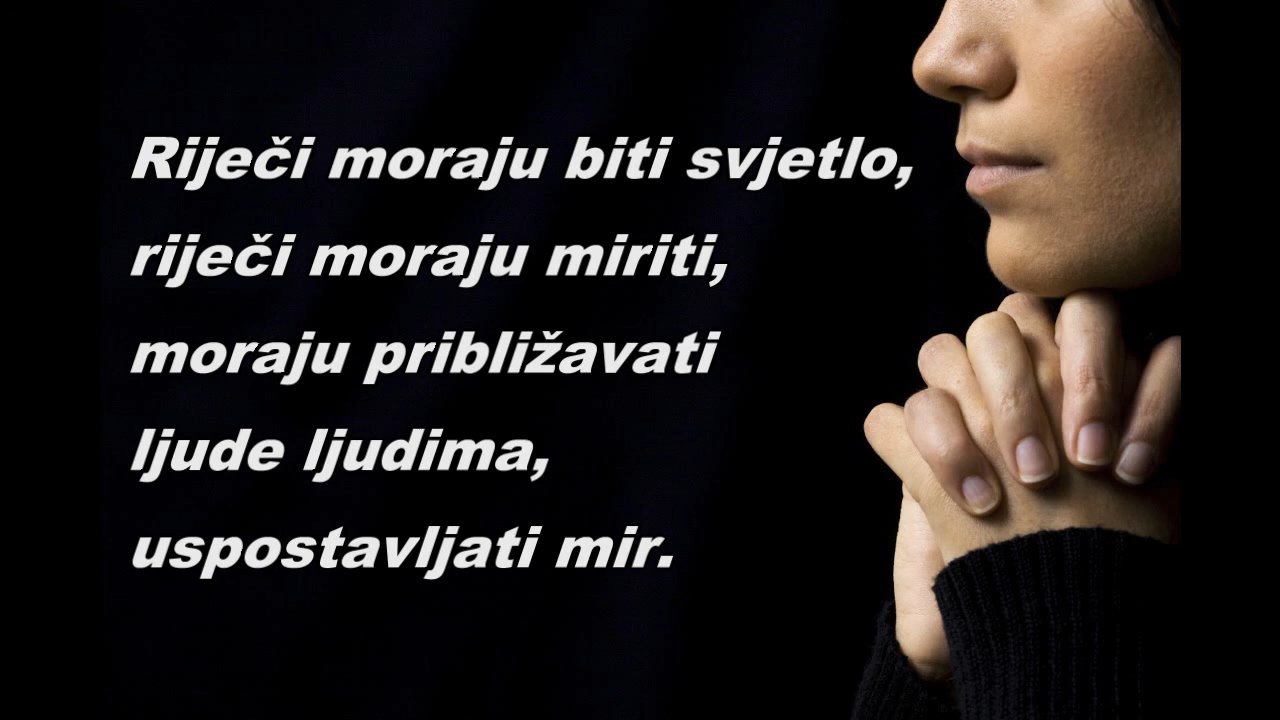 Riječi moraju biti svjetlo,
riječi moraju miriti,
moraju približavati
ljude ljudima,
uspostavljati mir.